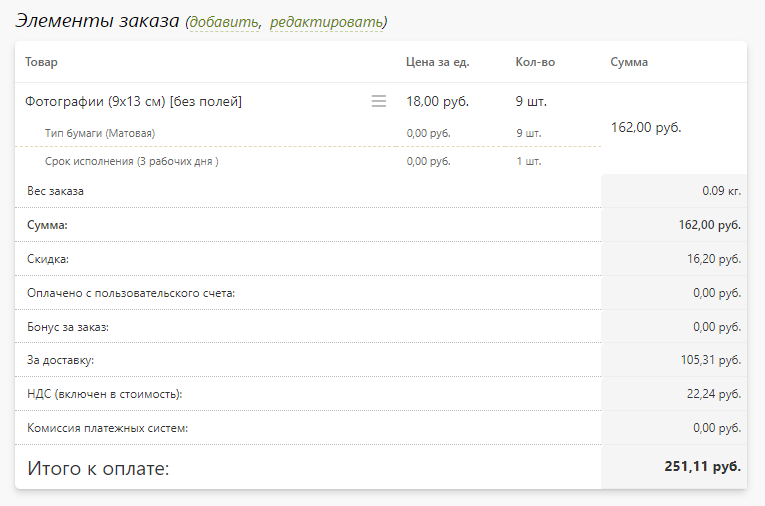 Элементы заказа (добавить, редактировать)
Товар Цена за ед. Кол-во Сумма
Фотографии (9x13 см) [без полей] 18,00 руб. 9 шт. 162,00 руб.
Тип бумаги (Матовая) 0,00 руб. 9 шт.
Срок исполнения (3 рабочих дня ) 0,00 руб. 1 шт.
Вес заказа 0.09 кг.
Сумма: 162,00 руб.
Скидка: 16,20 руб.
Оплачено с пользовательского счета: 0,00 руб.
Бонус за заказ: 0,00 руб.
За доставку: 105,31 руб.
НДС (включен в стоимость): 22,24 руб.
Комиссия платежных систем: 0,00 руб.
Итого к оплате: 251,11 руб.